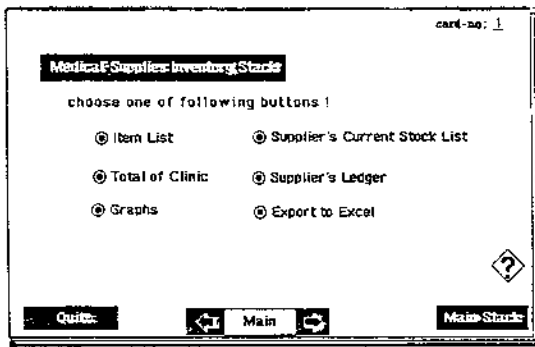 card-no: 1
Medical Supplies Inventory Stack
choose one of following buttons !
Item List
Supplier's Current Stock List
Total of Clinic
Supplier's Ledger
Graphs
Export to Excel
?
Quit
Main
Main Stack